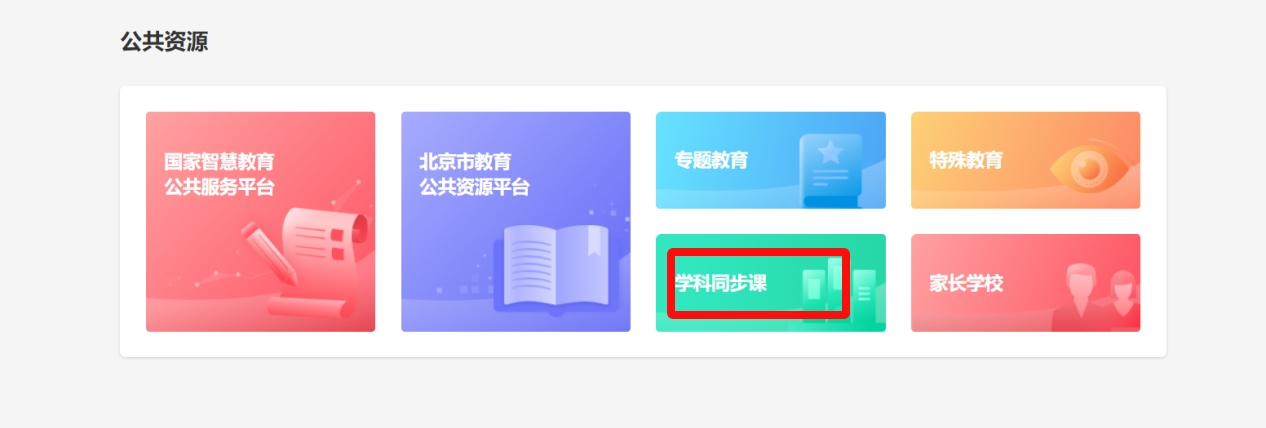 公共资源
国家智慧教育
公共服务平台
北京市教育
公共资源平台
专题教育
特殊教育
学科同步课
家长学校